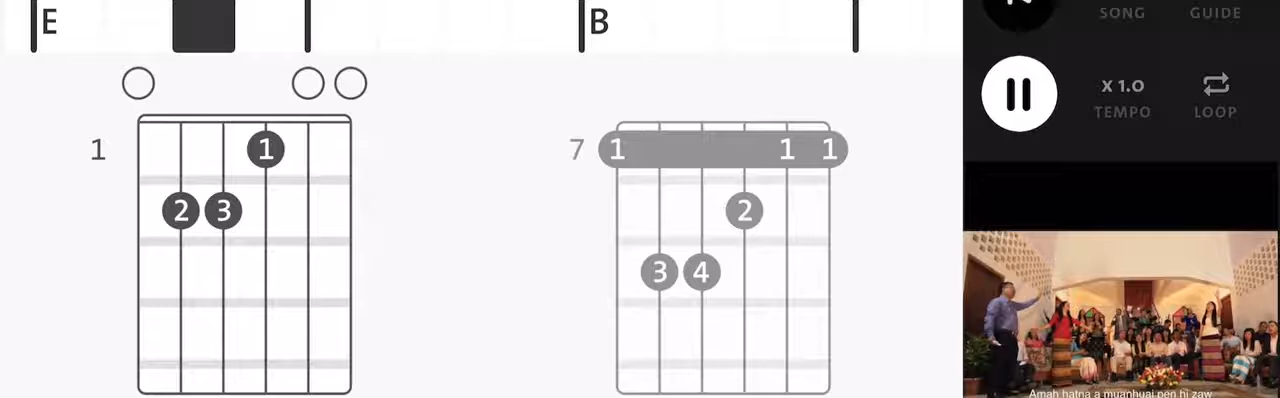 E
B
SONG GUIDE
X 1.0
TEMPO LOOP
1
1
2 3
7
1 1 1
2
3 4
Amah hatna a muanhuai pen hi zaw